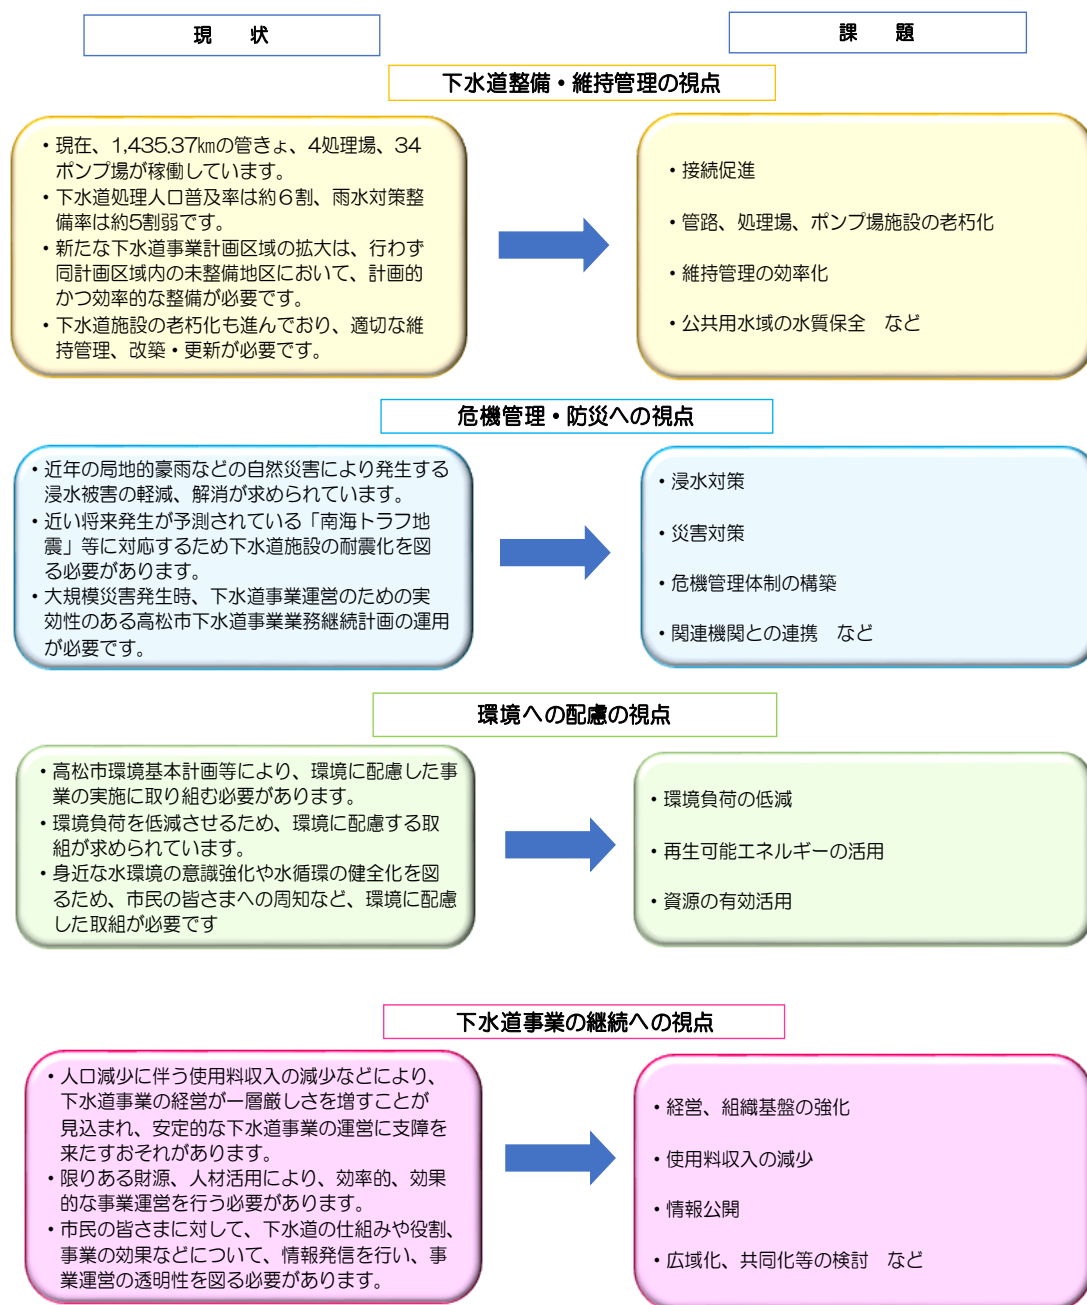 現　状
課　題
下水道整備・維持管理の視点
・現在、1,435.37㎞の管きょ、4処理場、34
ポンプ場が稼働しています。
・下水道処理人口普及率は約６割、雨水対策整
備率は約5割弱です。
・新たな下水道事業計画区域の拡大は、行わず
同計画区域内の未整備地区において、計画的
かつ効率的な整備が必要です。
・下水道施設の老朽化も進んでおり、適切な維
持管理、改築・更新が必要です。
・接続促進
・管路、処理場、ポンプ場施設の老朽化
・維持管理の効率化
・公共用水域の水質保全　など
危機管理・防災への視点
・近年の局地的豪雨などの自然災害により発生する
浸水被害の軽減、解消が求められています。
・近い将来発生が予測されている「南海トラフ地
震」等に対応するため下水道施設の耐震化を図
る必要があります。
・大規模災害発生時、下水道事業運営のための実
効性のある高松市下水道事業業務継続計画の運用
が必要です。
・浸水対策
・災害対策
・危機管理体制の構築
・関連機関との連携　など
環境への配慮の視点
・高松市環境基本計画等により、環境に配慮した事
業の実施に取り組む必要があります。
・環境負荷を低減させるため、環境に配慮する取
組が求められています。
・身近な水環境の意識強化や水循環の健全化を図
るため、市民の皆さまへの周知など、環境に配慮
した取組が必要です
・環境負荷の低減
・再生可能エネルギーの活用
・資源の有効活用
下水道事業の継続への視点
・人口減少に伴う使用料収入の減少などにより、
下水道事業の経営が一層厳しさを増すことが
見込まれ、安定的な下水道事業の運営に支障を
来たすおそれがあります。
・限りある財源、人材活用により、効率的、効果
的な事業運営を行う必要があります。
・市民の皆さまに対して、下水道の仕組みや役割、
事業の効果などについて、情報発信を行い、事
業運営の透明性を図る必要があります。
・経営、組織基盤の強化
・使用料収入の減少
・情報公開
・広域化、共同化等の検討　など